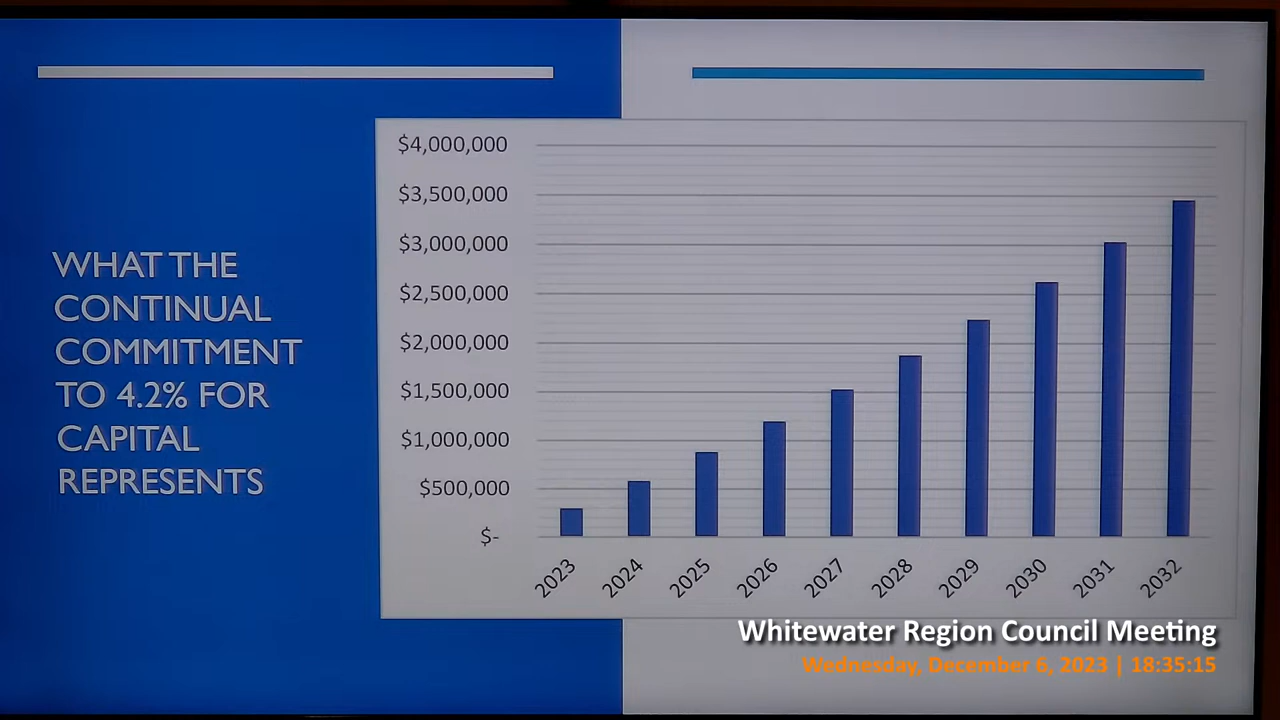 WHAT THE
CONTINUAL
COMMITMENT
TO 4.2% FOR
CAPITAL
REPRESENTS
$4,000,000
$3,500,000
$3,000,000
$2,500,000
$2,000,000
$1,500,000
$1,000,000
$500,000
$-
2023 2024 2025 2026 2027 2028 2029 2030 2031 2032
Whitewater Region Council Meeting
Wednesday, December 6, 2023 | 18:35:15